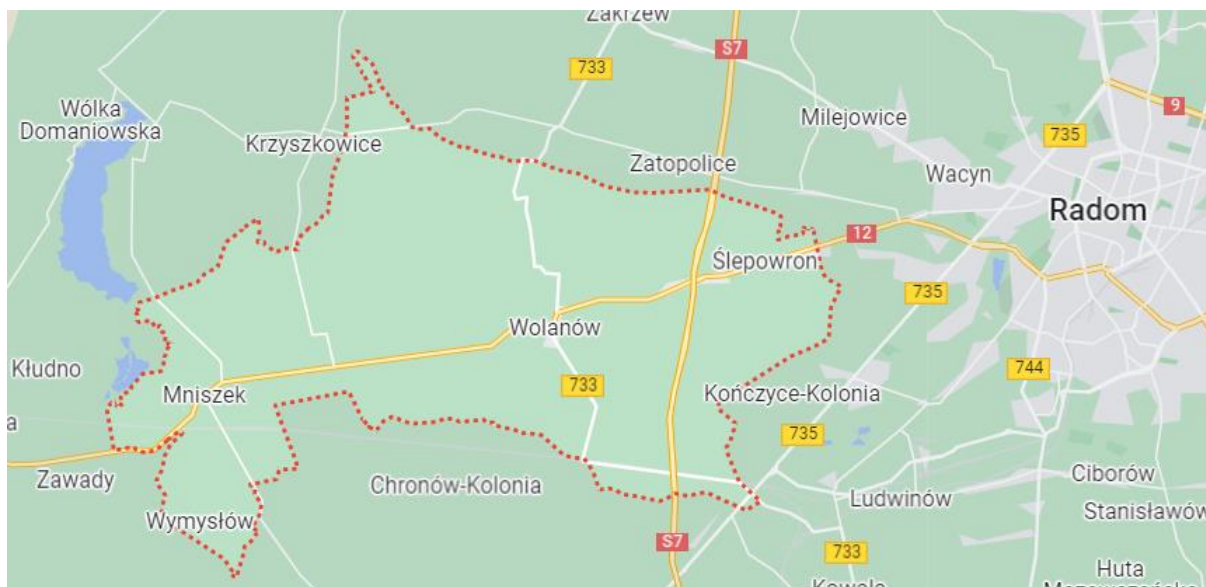 Zakrzew
S7
733
9
Wólka
Domaniowska
Milejowice
735
Krzyszkowice
Zatopolice
Wacyn
Radom
12
Ślepowron
735
Wolanów
Kłudno
744
Mniszek
733
Kończyce-Kolonia
a
735
Zawady
Chronów-Kolonia
Ciborów
Ludwinów
Stanisławów
Wymysłów
S7
733
Huta